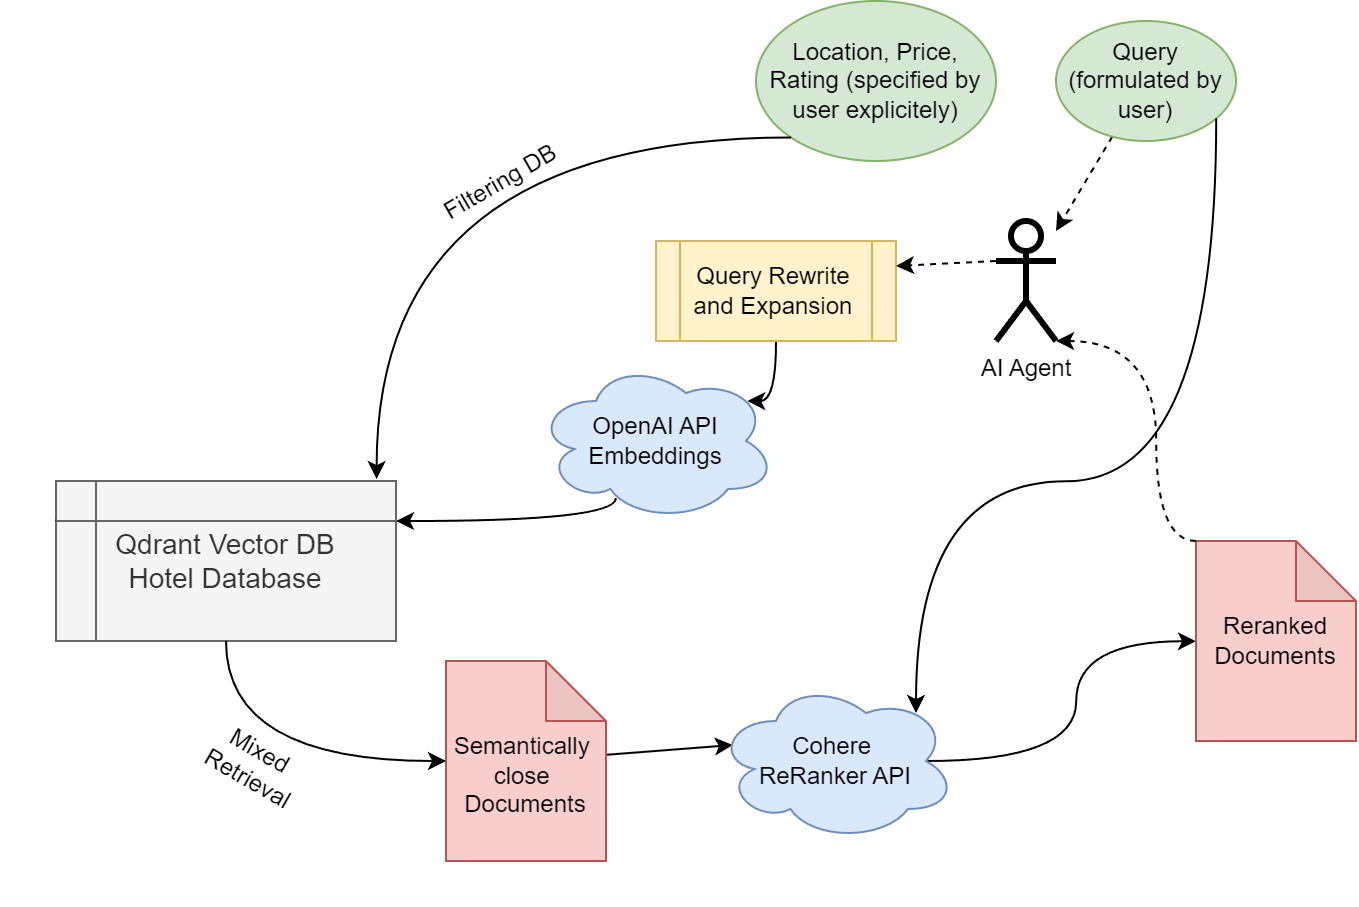 Location, Price,
Rating (specified by
user explicitely)
Query
(formulated by
user)
Filtering DB
Query Rewrite
and Expansion
AI Agent
OpenAI API
Embeddings
Qdrant Vector DB
Hotel Database
Reranked
Documents
Mixed
Retrieval
Semantically
close
Documents
Cohere
ReRanker API